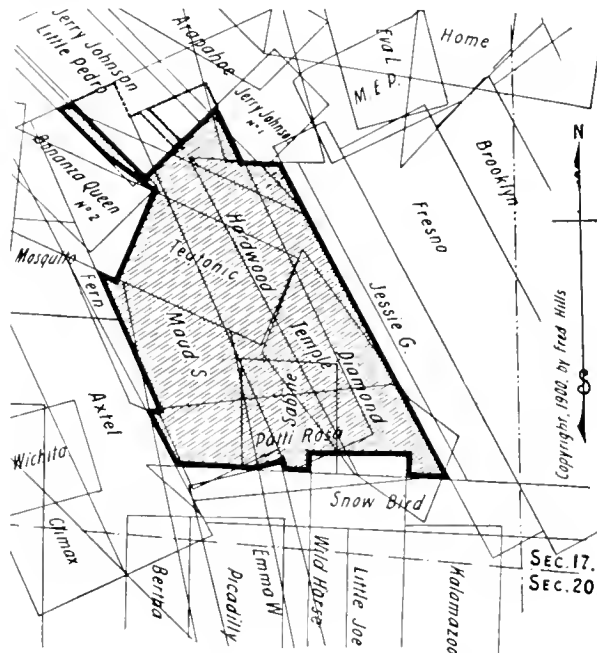 Jerry Johnson
Little Pedro
Arapahoe
Eva L.
Home
M. E. P.
Jerry Johnson
No 1
Bonanza Queen
No 2
Brooklyn
N
Hardwood
Fresno
Mosquito
Teutonic
Fern
Jessie G.
Maud S
Temple
Diamond
Sabine
Axtel
Patti Rosa
Copyright, 1900, by Fred Hills
Wichita
Snow Bird
S
Climax
Bertha
Picadilly
Emma W
Wild Horse
Little Joe
Kalamazoo
SEC. 17.
SEC. 20